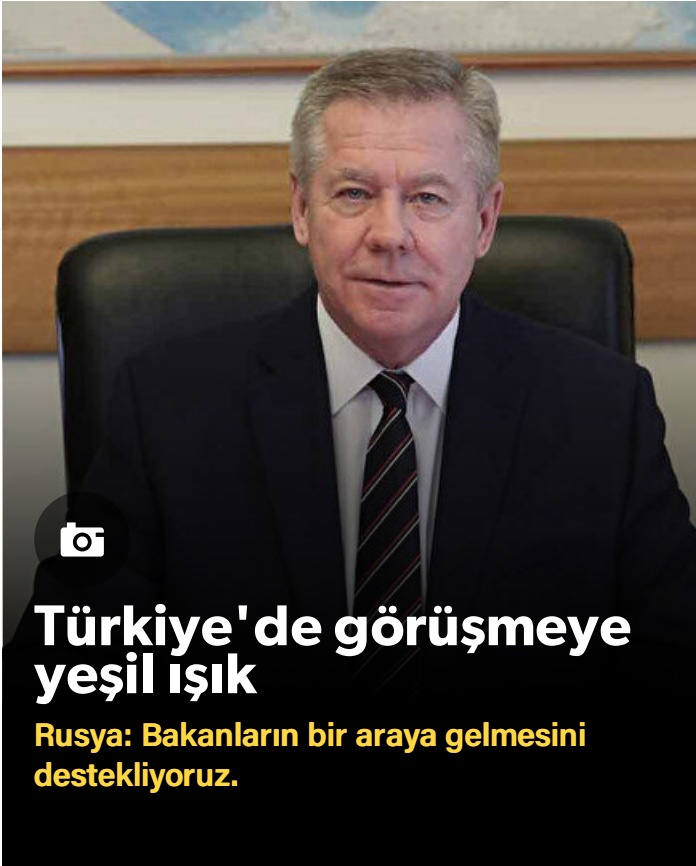 Türkiye'de görüşmeye
yeşil ışık
Rusya: Bakanların bir araya gelmesini
destekliyoruz.